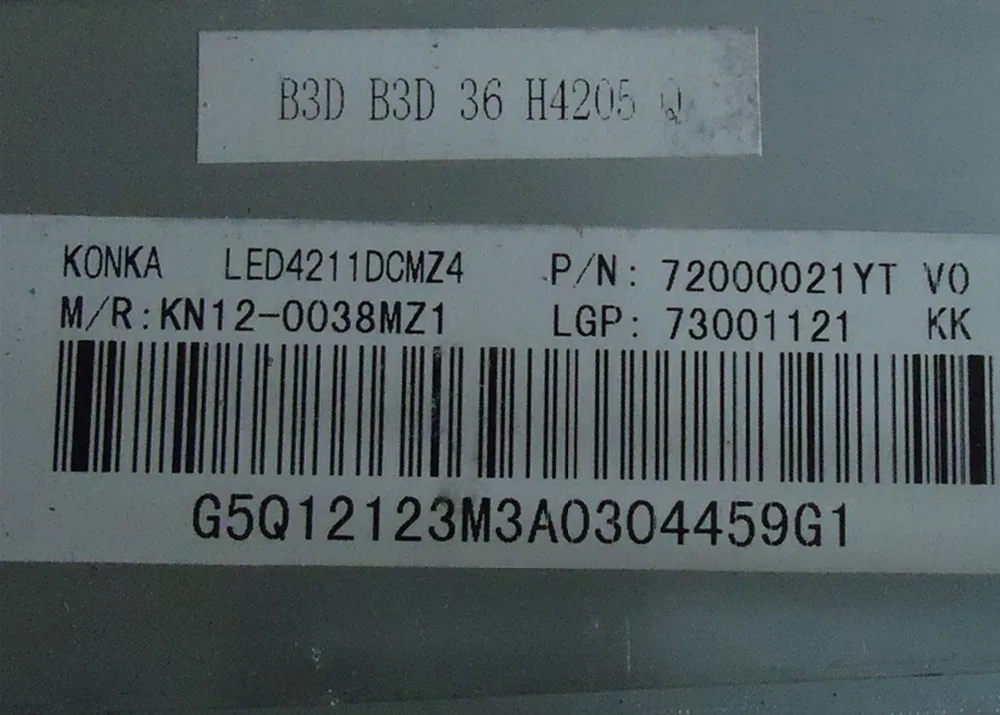 B3D B3D 36 H4205 Q
KONKA LED4211DCMZ4 P/N: 72000021YT V0
M/R:KN12-0038MZ1 LGP: 73001121 KK
G5Q12123M3A0304459G1